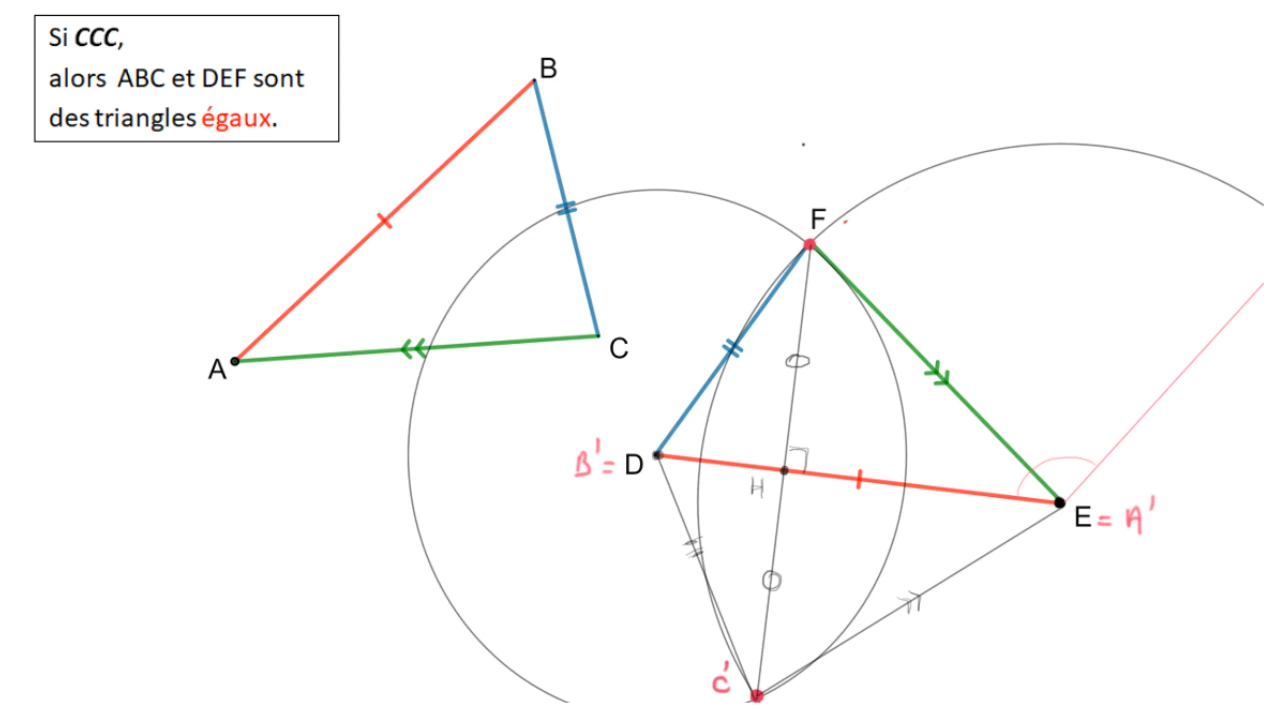 Si CCC,
alors ABC et DEF sont
des triangles égaux.
B
F
C
A
B' = D
H
E = A'
C'